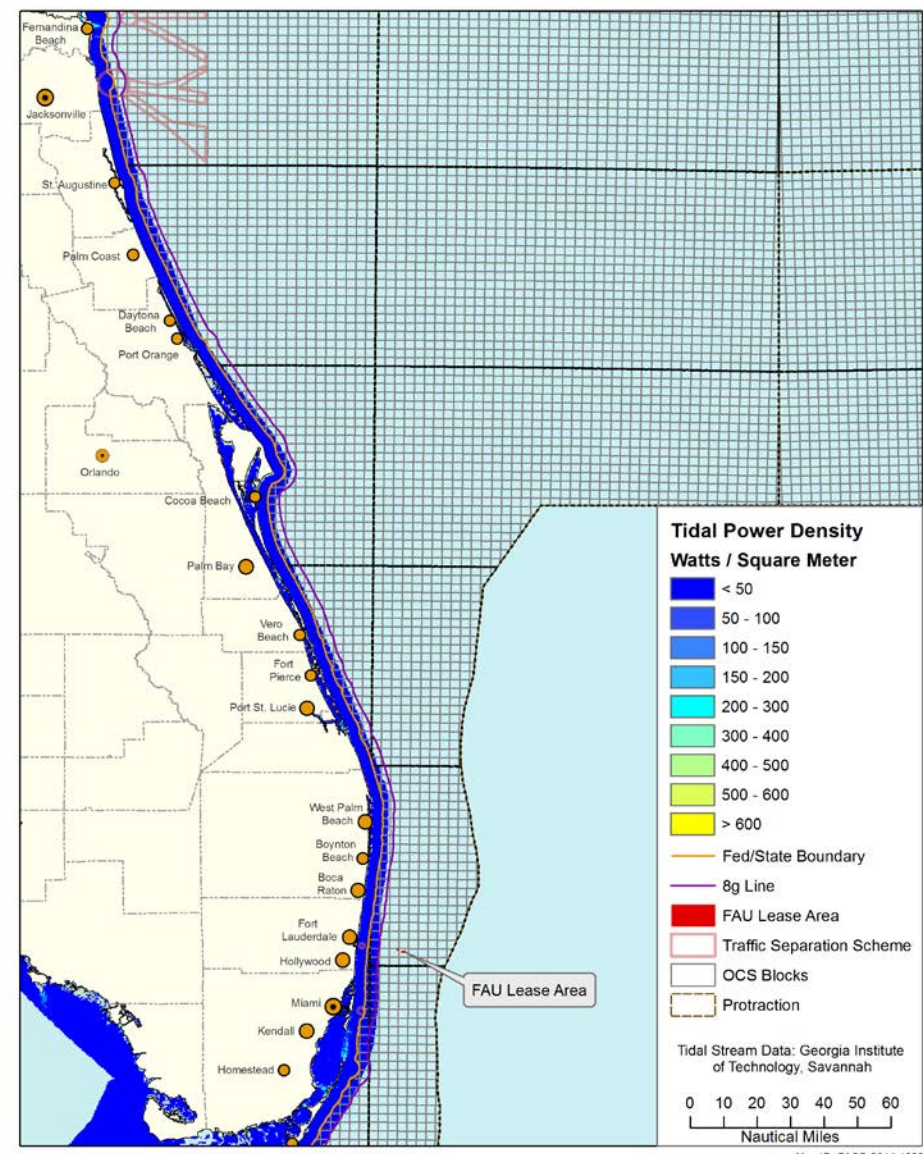 Fernandina
Beach
Jacksonville
St. Augustine
Palm Coast
Daytona
Beach
Port Orange
Orlando
Cocoa Beach
Palm Bay
Vero
Beach
Fort
Pierce
Port St. Lucie
West Palm
Beach
Boynton
Beach
Boca
Raton
Fort
Lauderdale
Hollywood
Miami
Kendall
Homestead
FAU Lease Area
Tidal Power Density
Watts / Square Meter
< 50
50 - 100
100 - 150
150 - 200
200 - 300
300 - 400
400 - 500
500 - 600
> 600
Fed/State Boundary
8g Line
FAU Lease Area
Traffic Separation Scheme
OCS Blocks
Protraction
Tidal Stream Data: Georgia Institute
of Technology, Savannah
0 10 20 30 40 50 60
Nautical Miles